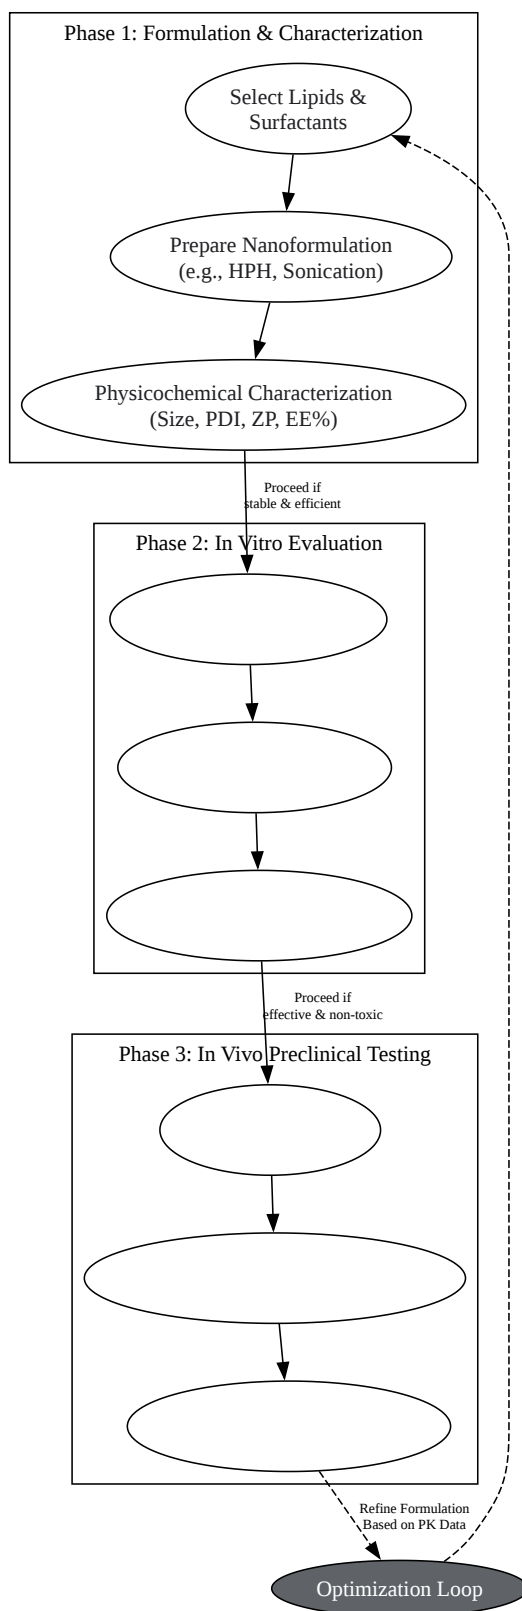 Phase 1: Formulation & Characterization
Select Lipids &
Surfactants
Prepare Nanoformulation
(e.g., HPH, Sonication)
Physicochemical Characterization
(Size, PDI, ZP, EE%)
Proceed if
stable & efficient
Phase 2: In Vitro Evaluation
Proceed if
effective & non-toxic
Phase 3: In Vivo Preclinical Testing
Refine Formulation
Based on PK Data
Optimization Loop